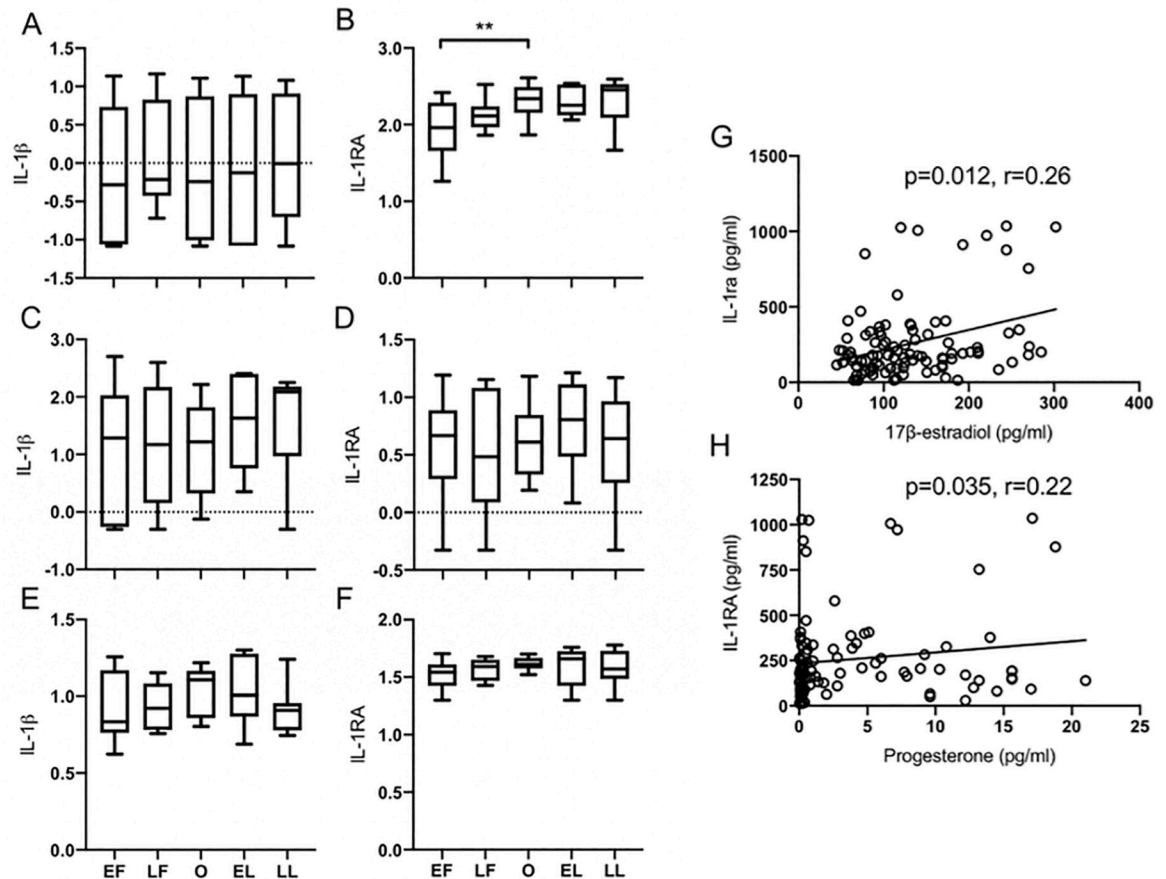 A
IL-1β
1.5
1.0
0.5
0.0
-0.5
-1.0
-1.5
B
**
IL-1RA
3.0
2.0
1.0
0.0
C
IL-1β
3.0
2.0
1.0
0.0
-1.0
D
IL-1RA
1.5
1.0
0.5
0.0
-0.5
E
IL-1β
1.5
1.0
0.5
0.0
EF LF O EL LL
F
IL-1RA
2.0
1.5
1.0
0.5
0.0
EF LF O EL LL
G
p=0.012, r=0.26
IL-1ra (pg/ml)
1500
1000
500
0
0 100 200 300 400
17β-estradiol (pg/ml)
H
p=0.035, r=0.22
IL-1RA (pg/ml)
1250
1000
750
500
250
0
0 5 10 15 20 25
Progesterone (pg/ml)